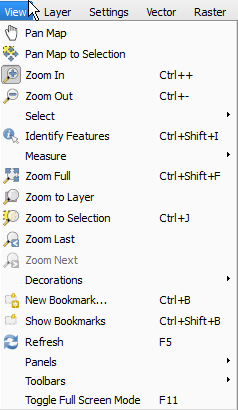 View Layer Settings Vector Raster
Pan Map
Pan Map to Selection
Zoom In Ctrl++
Zoom Out Ctrl+-
Select
Identify Features Ctrl+Shift+I
Measure
Zoom Full Ctrl+Shift+F
Zoom to Layer
Zoom to Selection Ctrl+J
Zoom Last
Zoom Next
Decorations
New Bookmark... Ctrl+B
Show Bookmarks Ctrl+Shift+B
Refresh F5
Panels
Toolbars
Toggle Full Screen Mode F11